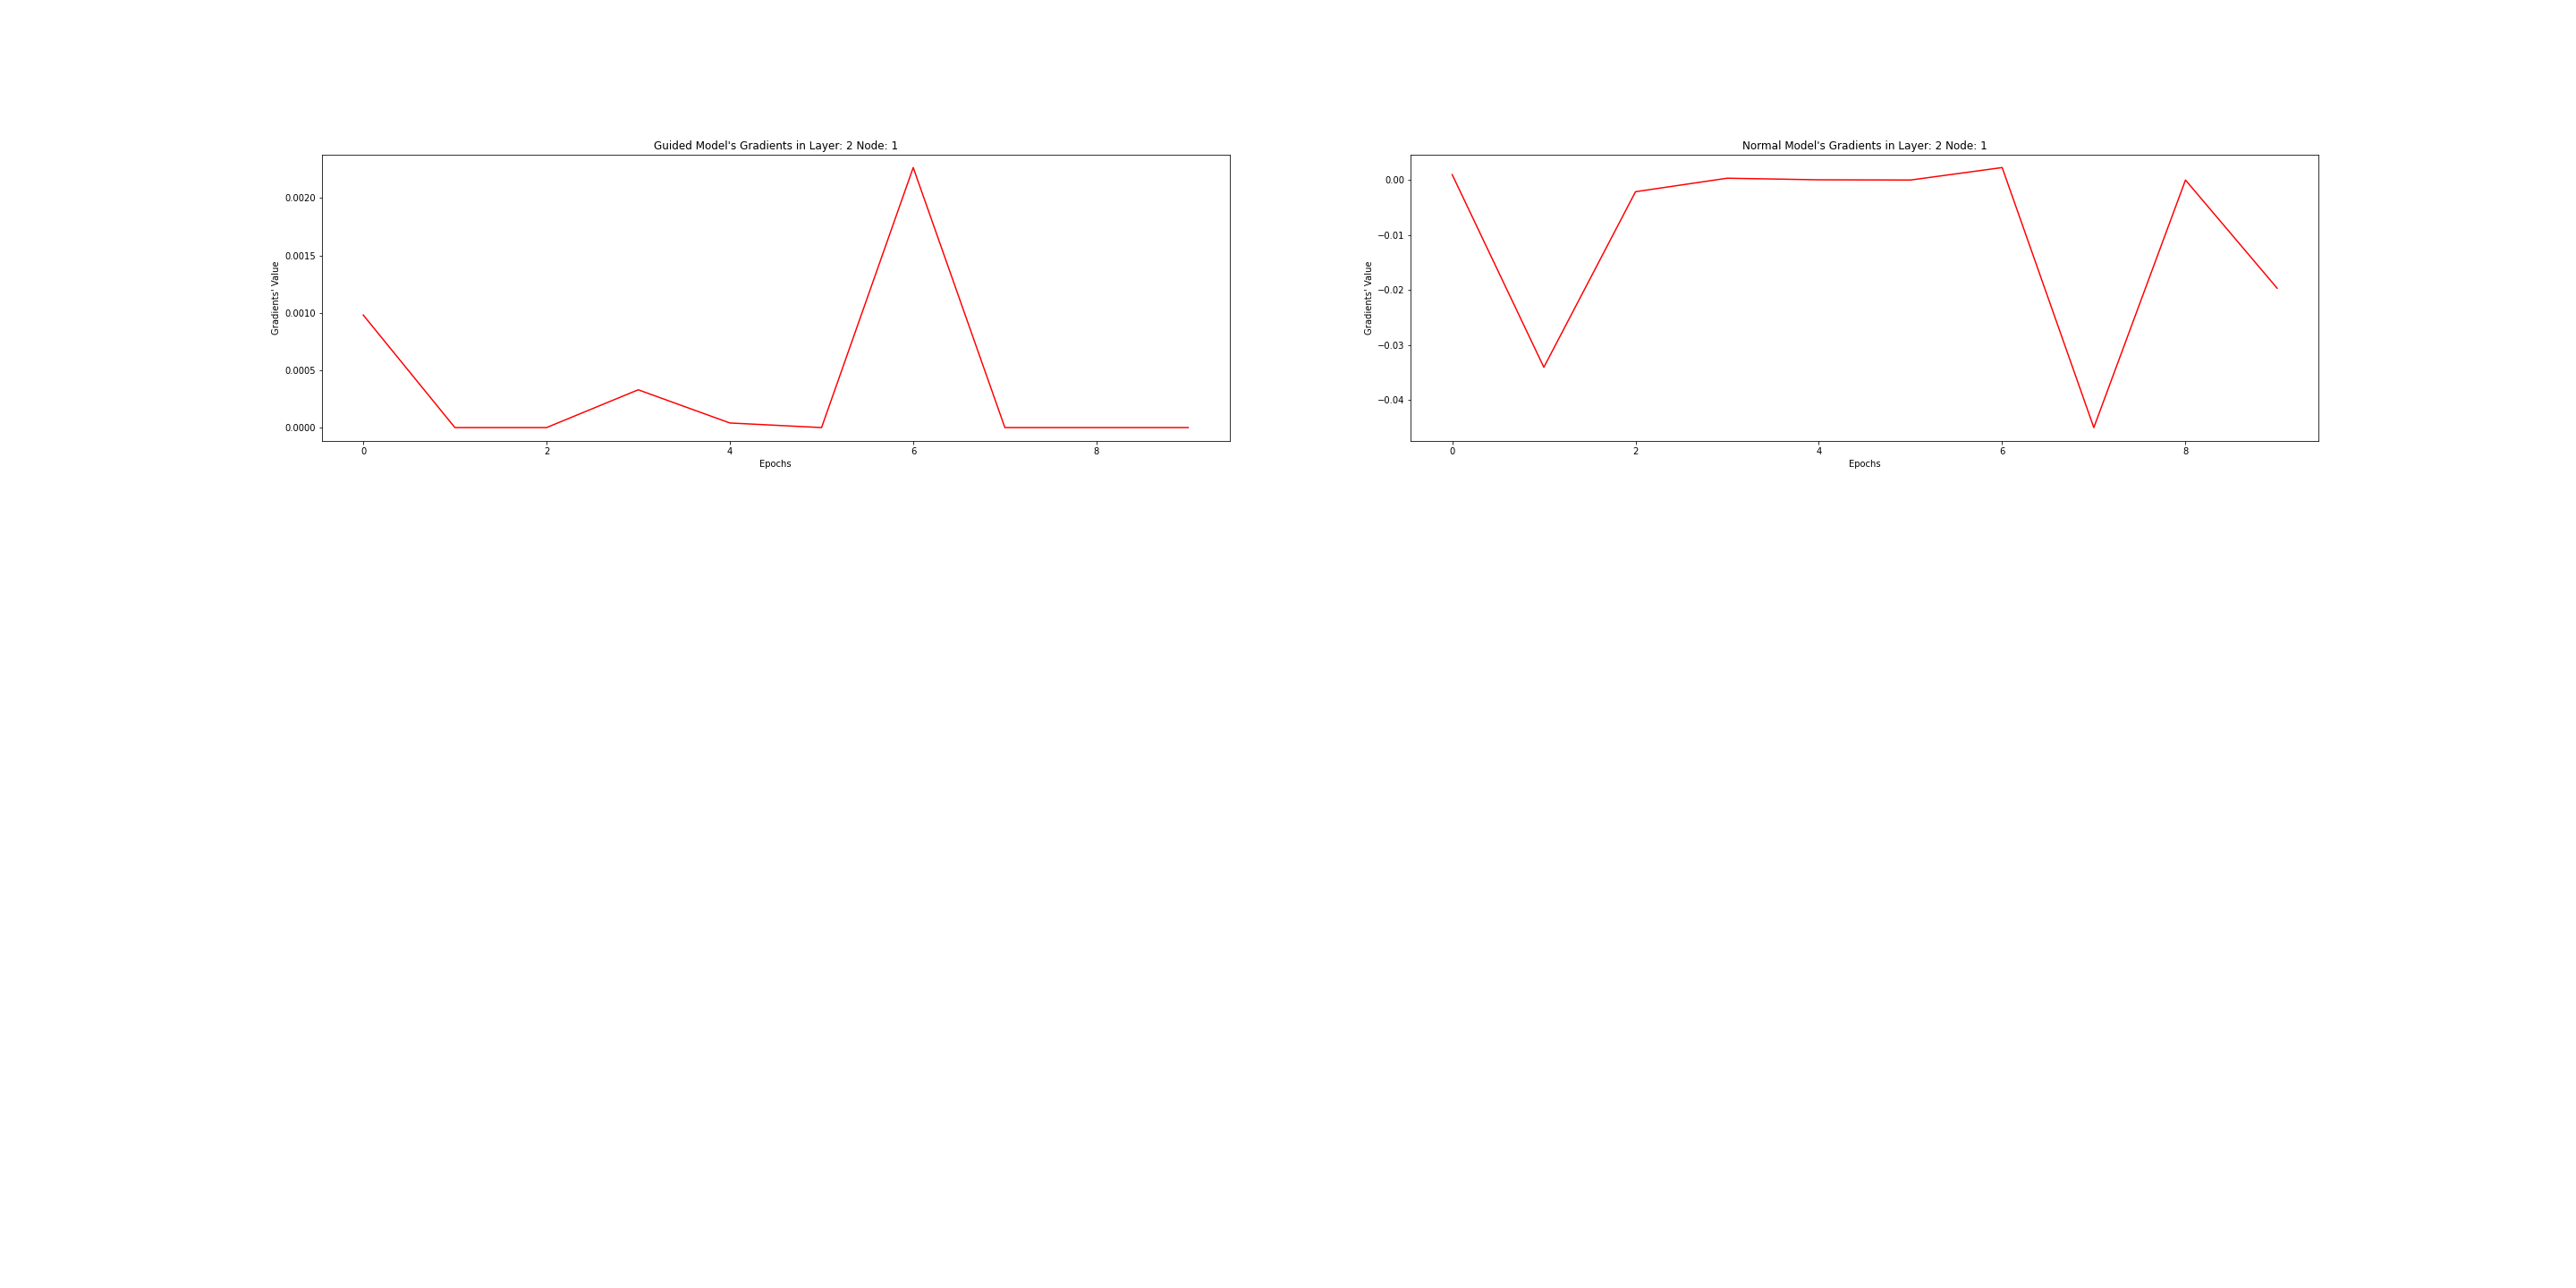 Guided Model's Gradients in Layer: 2 Node: 1
0.0020
0.0015
0.0010
0.0005
0.0000
Gradients' Value
0 2 4 6 8
Epochs
Normal Model's Gradients in Layer: 2 Node: 1
0.00
−0.01
−0.02
−0.03
−0.04
Gradients' Value
0 2 4 6 8
Epochs